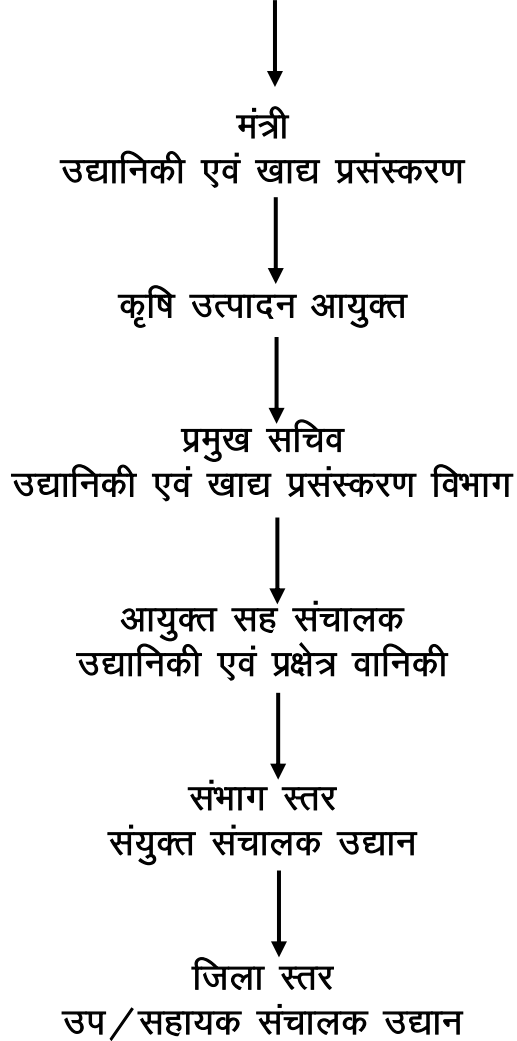 मंत्री
उद्यानिकी एवं खाद्य प्रसंस्करण
कृषि उत्पादन आयुक्त
प्रमुख सचिव
उद्यानिकी एवं खाद्य प्रसंस्करण विभाग
आयुक्त सह संचालक
उद्यानिकी एवं प्रक्षेत्र वानिकी
संभाग स्तर
संयुक्त संचालक उद्यान
जिला स्तर
उप/सहायक संचालक उद्यान